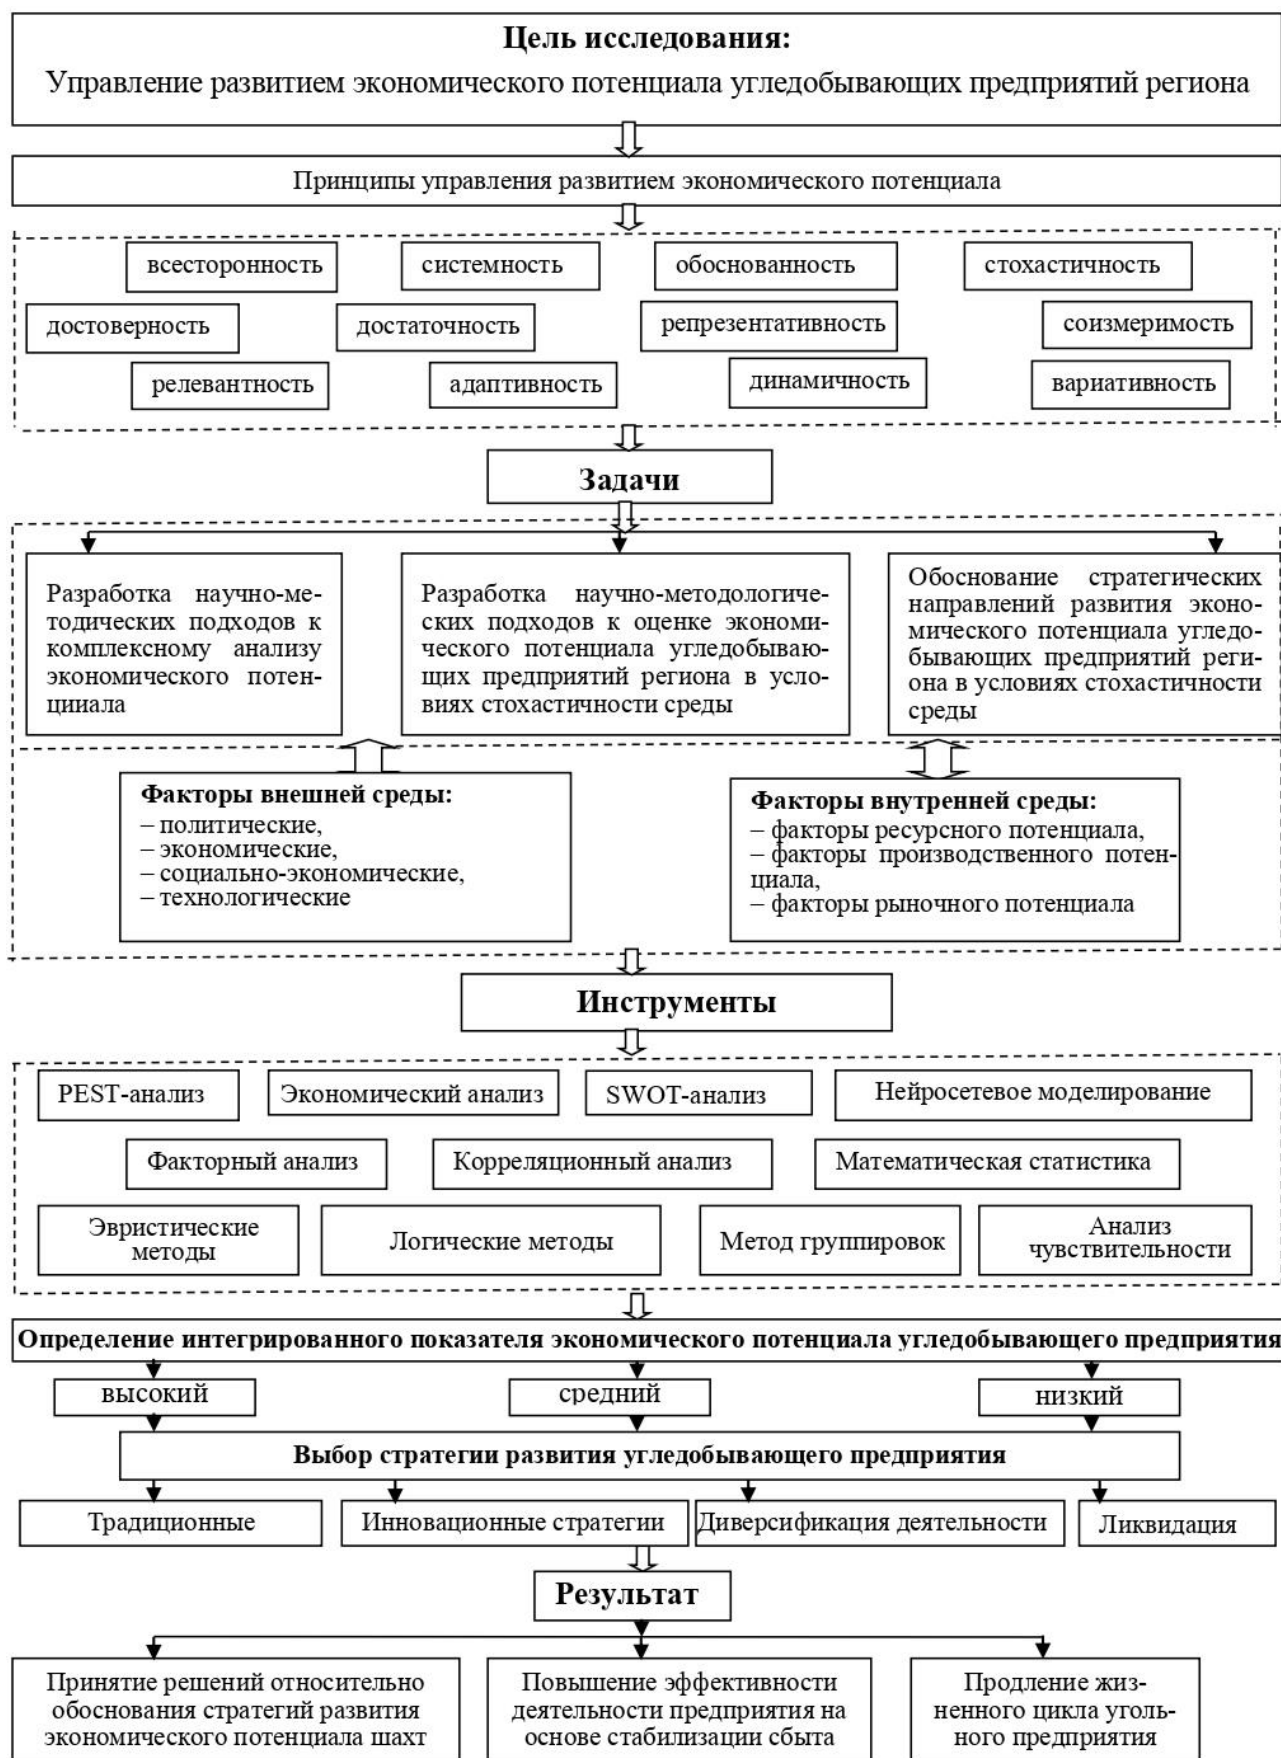 Цель исследования:
Управление развитием экономического потенциала угледобывающих предприятий региона
Принципы управления развитием экономического потенциала
всесторонность
системность
обоснованность
стохастичность
достоверность
достаточность
репрезентативность
соизмеримость
релевантность
адаптивность
динамичность
вариативность
Задачи
Разработка научно-ме-
тодических подходов к
комплексному анализу
экономического потен-
цииала
Разработка научно-методологиче-
ских подходов к оценке экономи-
ческого потенциала угледобываю-
щих предприятий региона в усло-
виях стохастичности среды
Обоснование стратегических
направлений развития эконо-
мического потенциала угледо-
бывающих предприятий реги-
она в условиях стохастичности
среды
Факторы внешней среды:
– политические,
– экономические,
– социально-экономические,
– технологические
Факторы внутренней среды:
– факторы ресурсного потенциала,
– факторы производственного потен-
циала,
– факторы рыночного потенциала
Инструменты
PEST-анализ
Экономический анализ
SWOT-анализ
Нейросетевое моделирование
Факторный анализ
Корреляционный анализ
Математическая статистика
Эвристические
методы
Логические методы
Метод группировок
Анализ
чувствительности
Определение интегрированного показателя экономического потенциала угледобывающего предприятия
высокий
средний
низкий
Выбор стратегии развития угледобывающего предприятия
Традиционные
Инновационные стратегии
Диверсификация деятельности
Ликвидация
Результат
Принятие решений относительно
обоснования стратегий развития
экономического потенциала шахт
Повышение эффективности
деятельности предприятия на
основе стабилизации сбыта
Продление жиз-
ненного цикла уголь-
ного предприятия